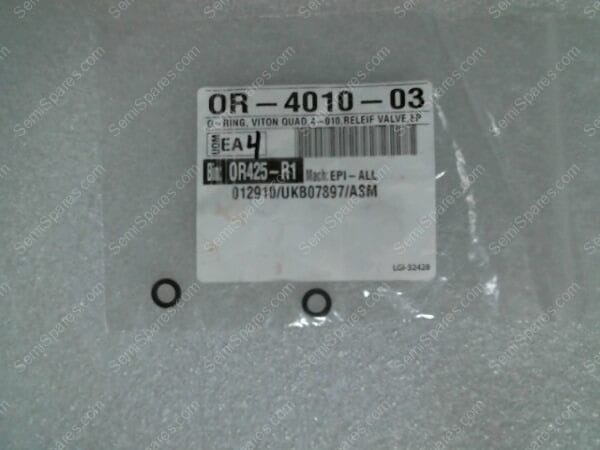 OR-4010-03
O-RING, VITON QUAD 4-010, RELEIF VALVE, EP
UOM EA 4
Bin: OR425-R1 Mach: EPI-ALL
012910/UKB07897/ASM
LGI-32428
SemiSpares.com